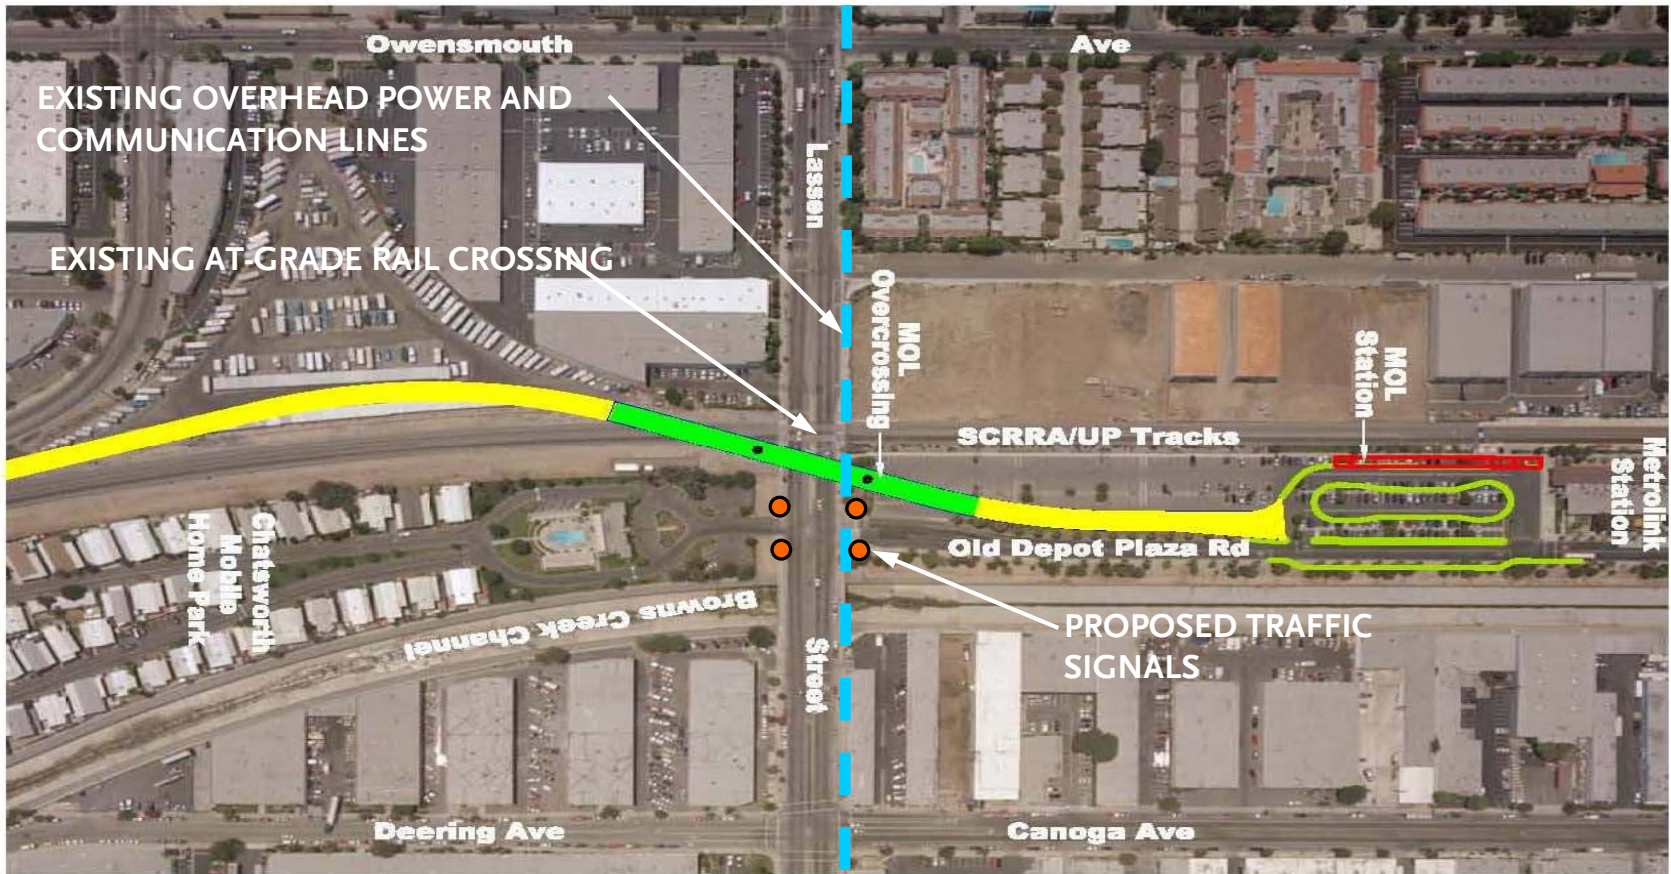 Owensmouth Ave
EXISTING OVERHEAD POWER AND
COMMUNICATION LINES
Lassen
EXISTING AT-GRADE RAIL CROSSING
MOL
Overcrossing
MOL
Station
SCRRA/UP Tracks
Metrolink
Station
Old Depot Plaza Rd
Chatsworth
Mobile
Home Park
Browns Creek Channel
Street
PROPOSED TRAFFIC
SIGNALS
Deering Ave
Canoga Ave